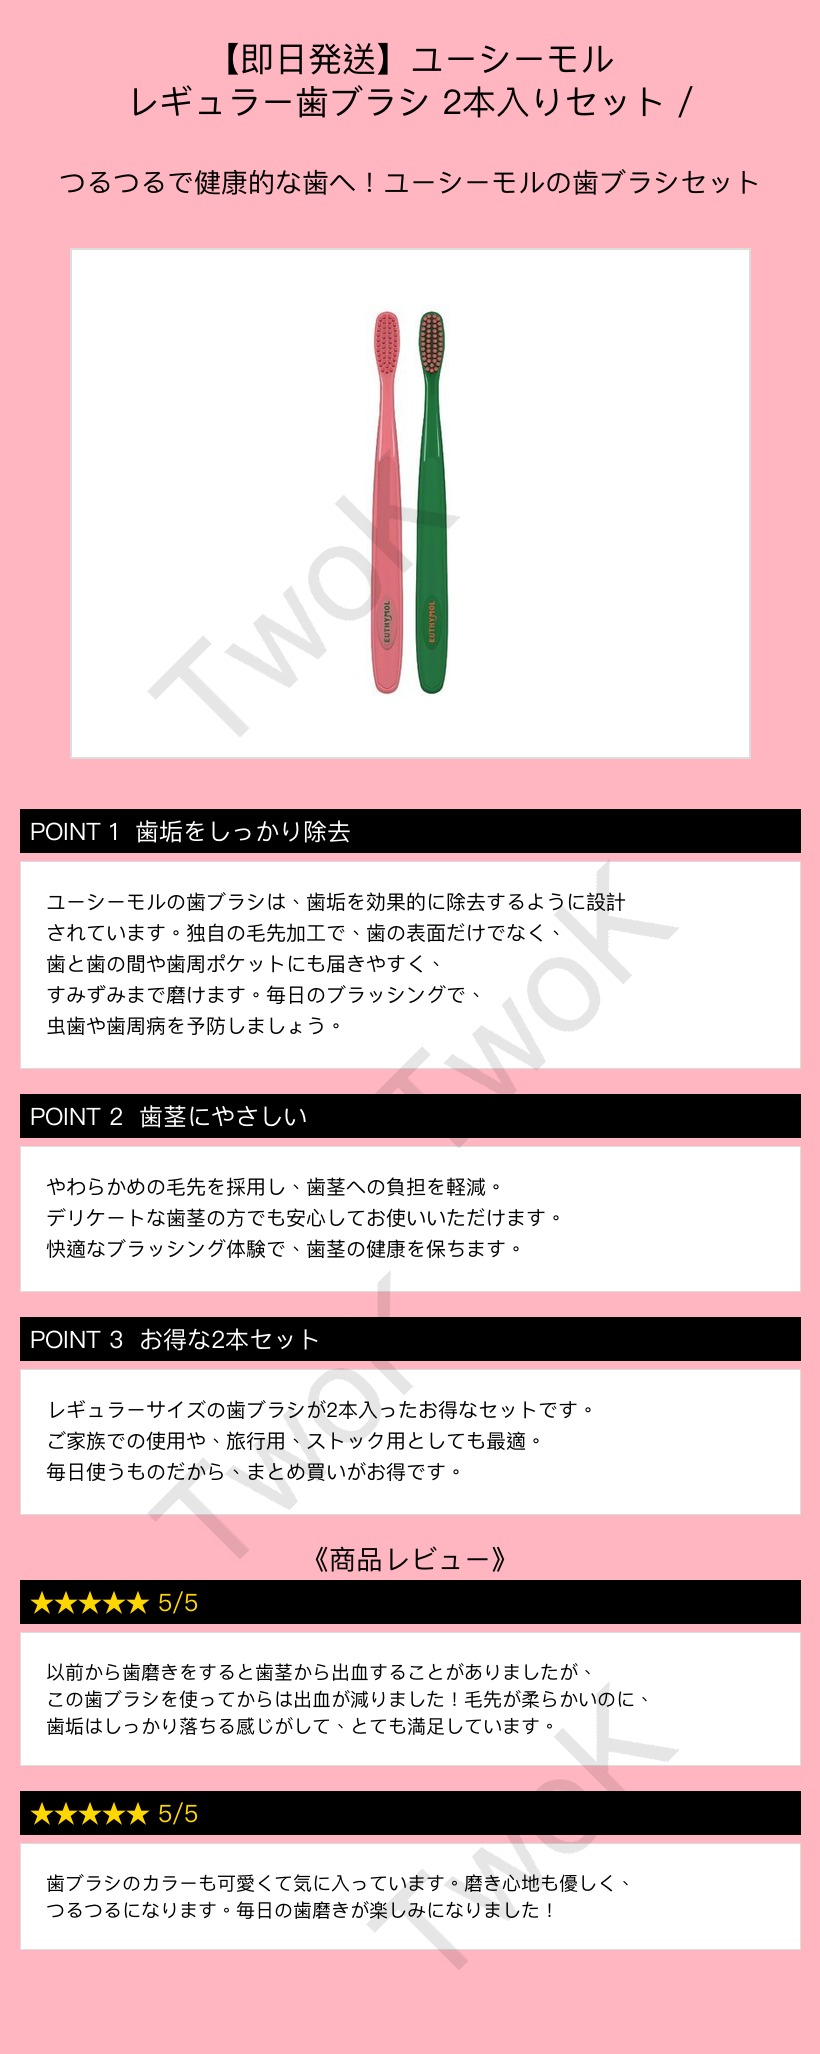 【即日発送】ユーシーモル
レギュラー歯ブラシ 2本入りセット /
つるつるで健康的な歯へ！ユーシーモルの歯ブラシセット
EUTHYMOL
EUTHYMOL
TwoK
POINT 1 歯垢をしっかり除去
ユーシーモルの歯ブラシは、歯垢を効果的に除去するように設計
されています。独自の毛先加工で、歯の表面だけでなく、
歯と歯の間や歯周ポケットにも届きやすく、
すみずみまで磨けます。毎日のブラッシングで、
虫歯や歯周病を予防しましょう。
TwoK
POINT 2 歯茎にやさしい
やわらかめの毛先を採用し、歯茎への負担を軽減。
デリケートな歯茎の方でも安心してお使いいただけます。
快適なブラッシング体験で、歯茎の健康を保ちます。
POINT 3 お得な2本セット
レギュラーサイズの歯ブラシが2本入ったお得なセットです。
ご家族での使用や、旅行用、ストック用としても最適。
毎日使うものだから、まとめ買いがお得です。
TwoK
《商品レビュー》
★★★★★ 5/5
以前から歯磨きをすると歯茎から出血することがありましたが、
この歯ブラシを使ってからは出血が減りました！毛先が柔らかいのに、
歯垢はしっかり落ちる感じがして、とても満足しています。
★★★★★ 5/5
歯ブラシのカラーも可愛くて気に入っています。磨き心地も優しく、
つるつるになります。毎日の歯磨きが楽しみになりました！
TwoK